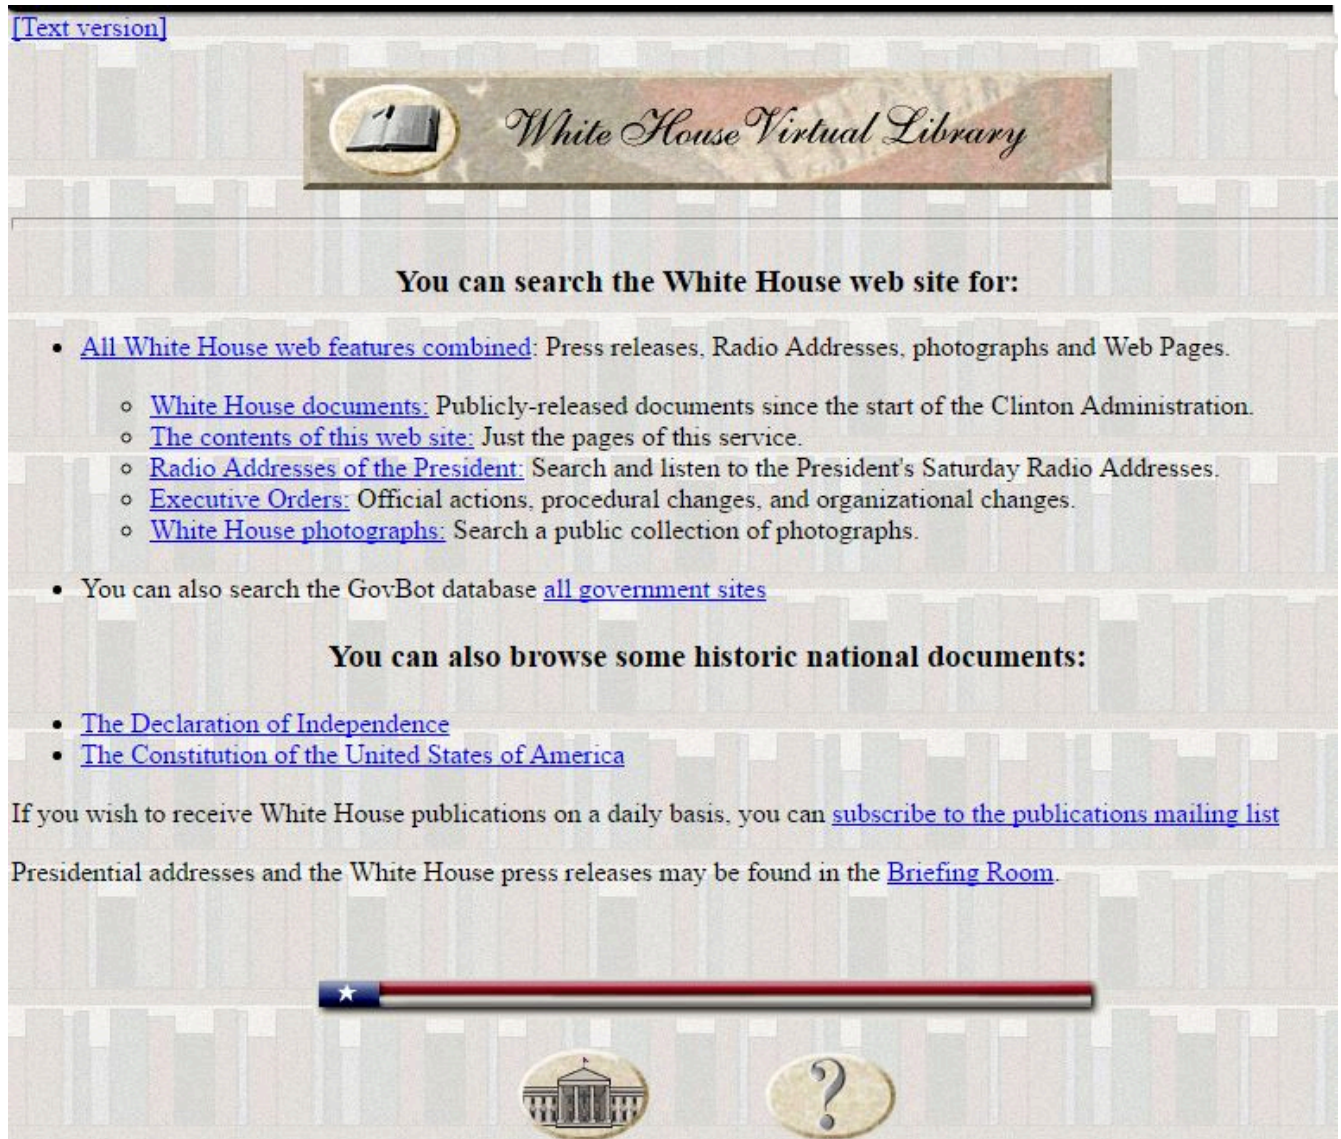 [Text version]
White House Virtual Library
You can search the White House web site for:
All White House web features combined: Press releases, Radio Addresses, photographs and Web Pages.
White House documents: Publicly-released documents since the start of the Clinton Administration.
The contents of this web site: Just the pages of this service.
Radio Addresses of the President: Search and listen to the President's Saturday Radio Addresses.
Executive Orders: Official actions, procedural changes, and organizational changes.
White House photographs: Search a public collection of photographs.
You can also search the GovBot database all government sites
You can also browse some historic national documents:
The Declaration of Independence
The Constitution of the United States of America
If you wish to receive White House publications on a daily basis, you can subscribe to the publications mailing list
Presidential addresses and the White House press releases may be found in the Briefing Room.
?